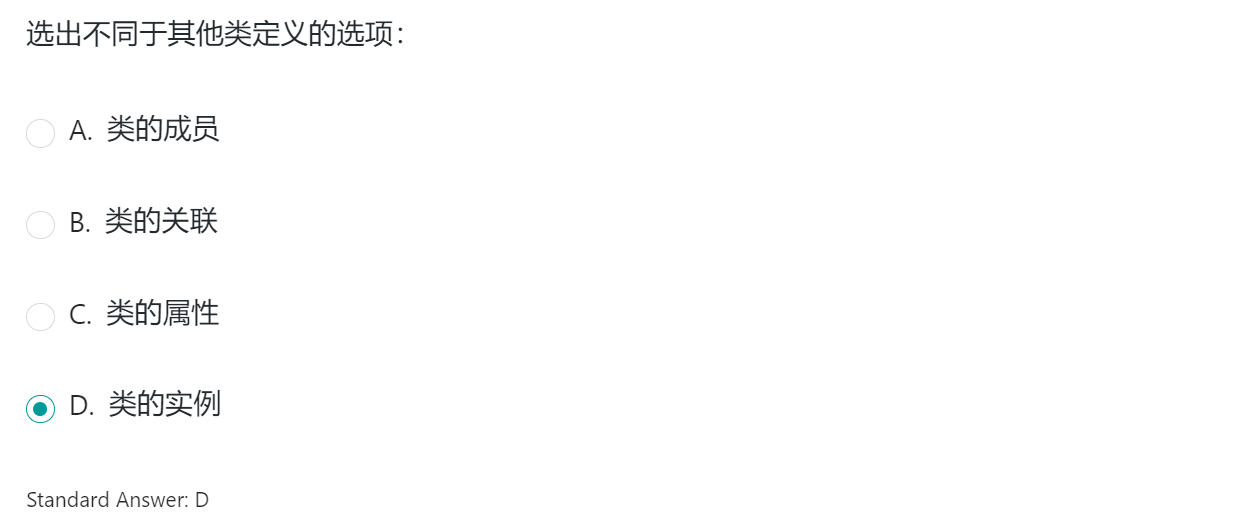 选出不同于其他类定义的选项：
A. 类的成员
B. 类的关联
C. 类的属性
D. 类的实例
Standard Answer: D